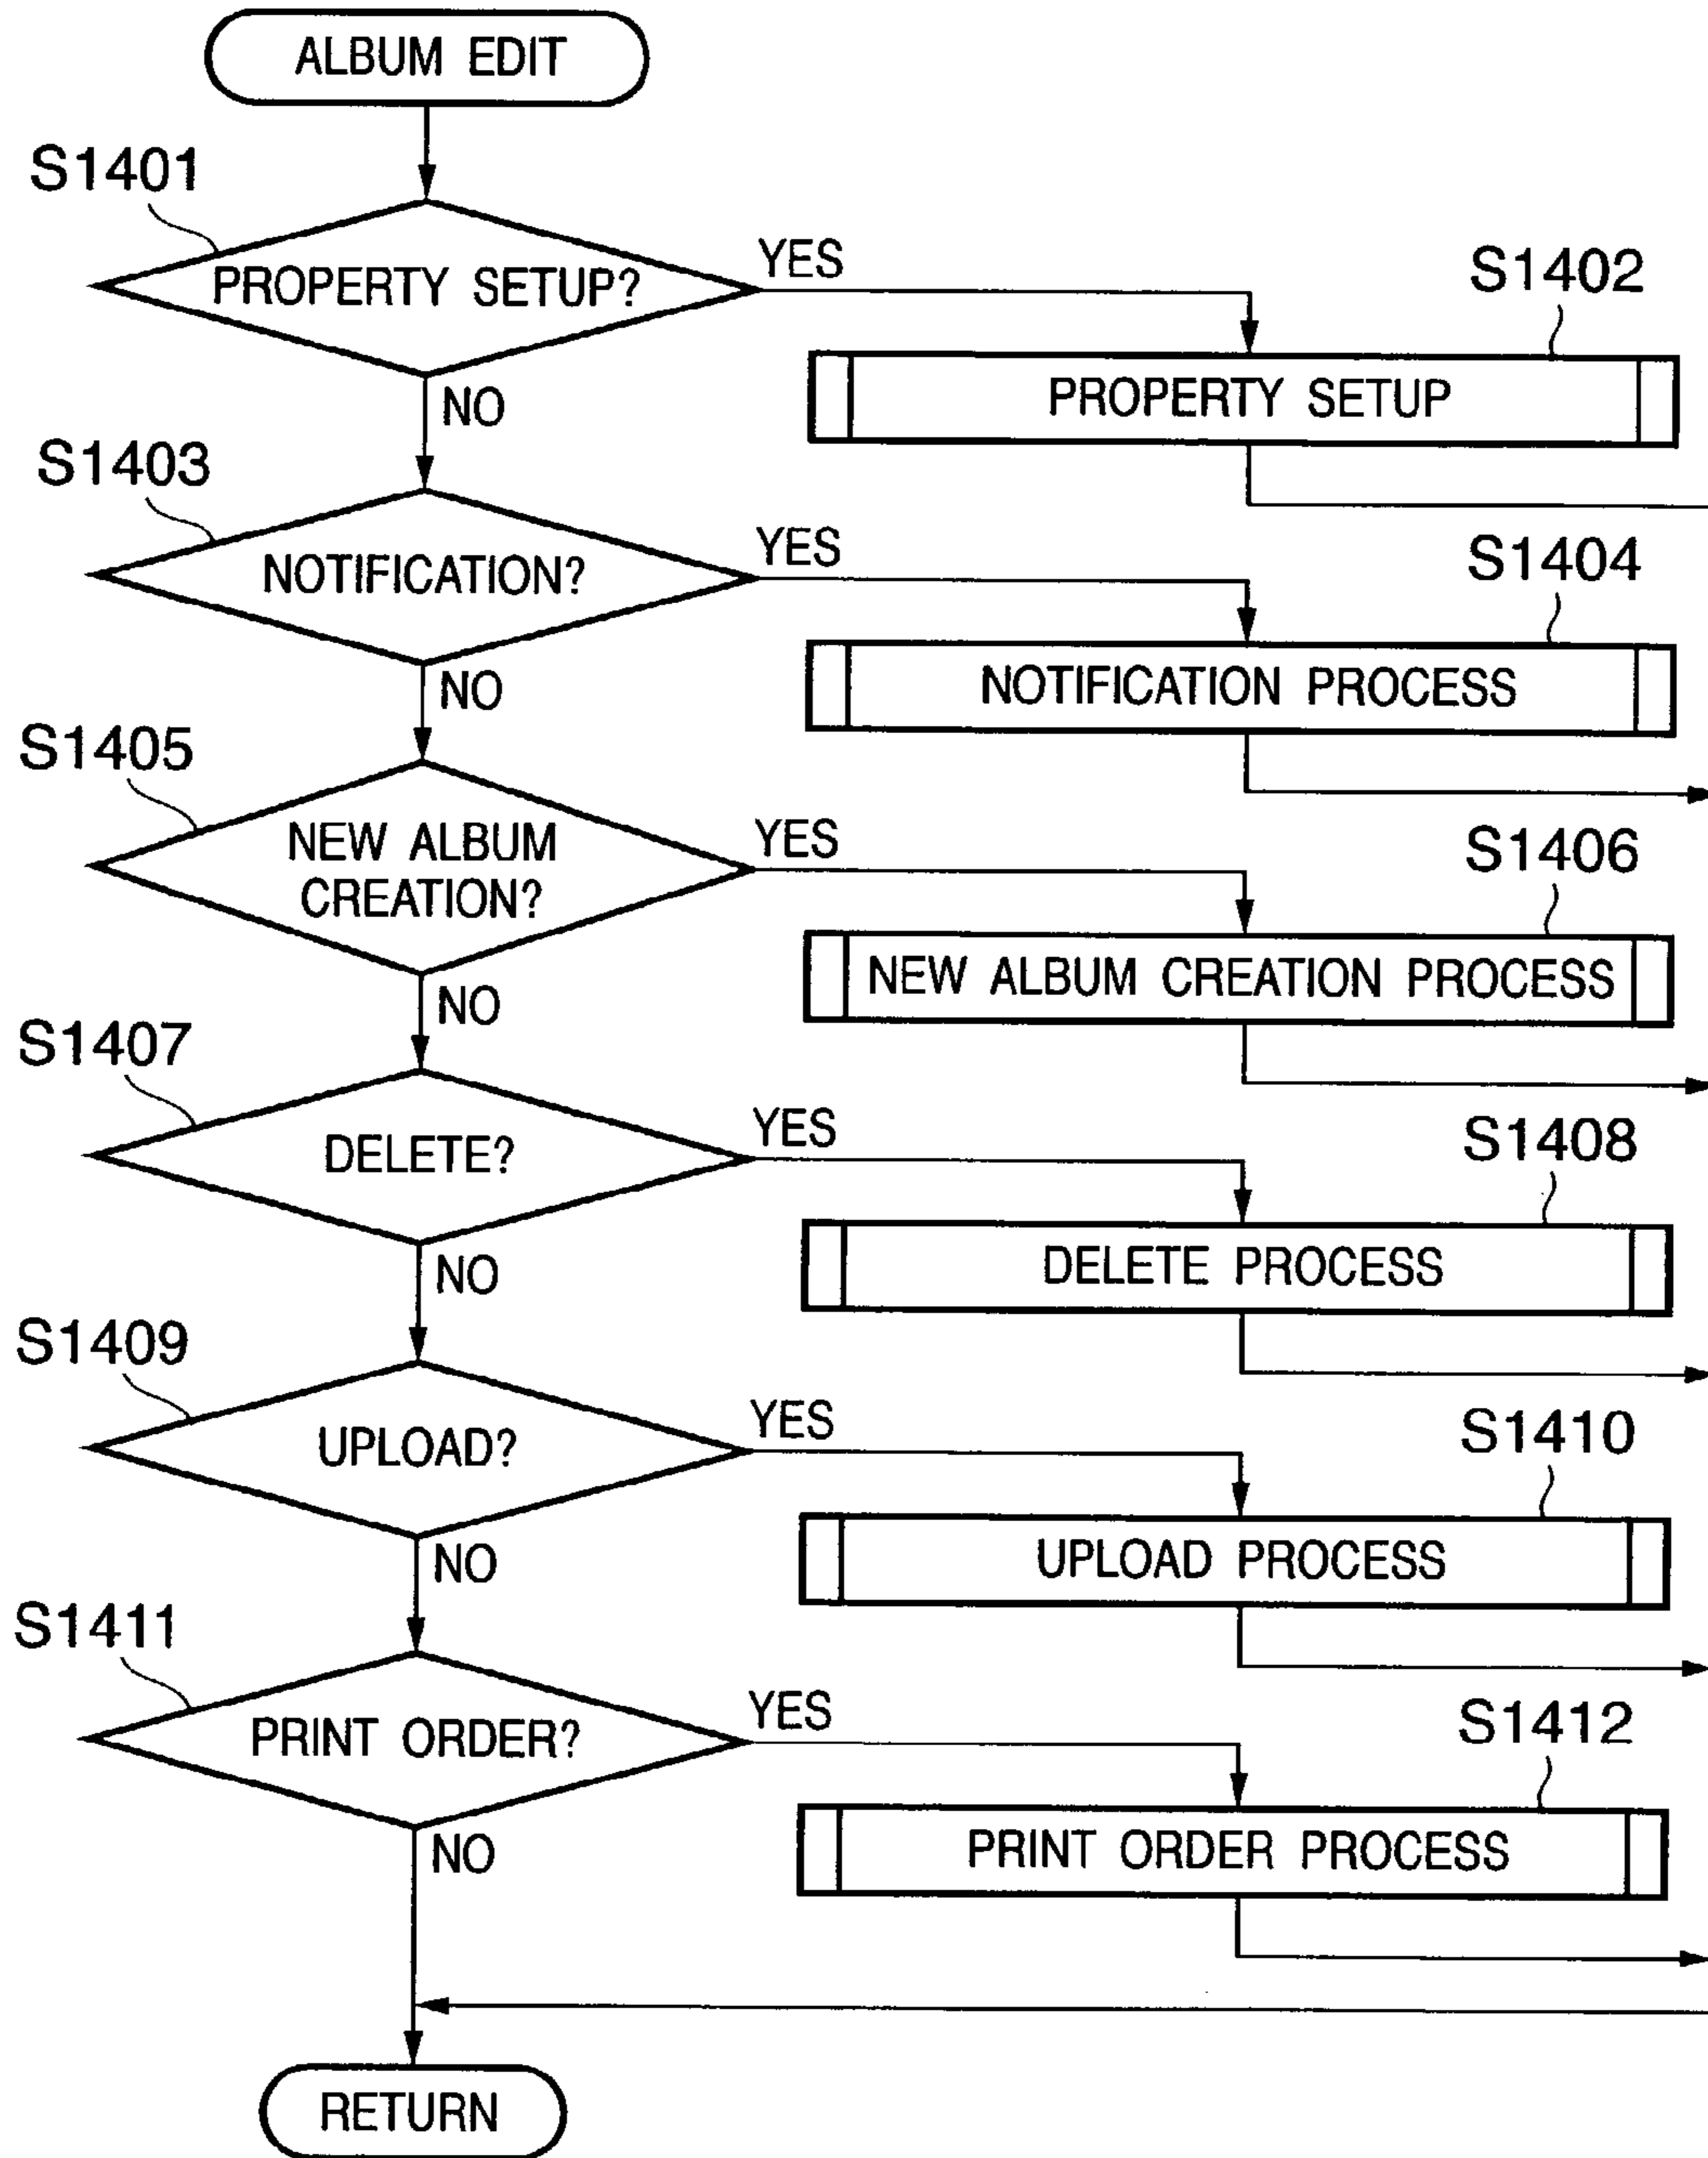 ALBUM EDIT
S1401
PROPERTY SETUP?
YES
S1402
PROPERTY SETUP
NO
S1403
NOTIFICATION?
YES
S1404
NOTIFICATION PROCESS
NO
S1405
NEW ALBUM
CREATION?
YES
S1406
NEW ALBUM CREATION PROCESS
NO
S1407
DELETE?
YES
S1408
DELETE PROCESS
NO
S1409
UPLOAD?
YES
S1410
UPLOAD PROCESS
NO
S1411
PRINT ORDER?
YES
S1412
PRINT ORDER PROCESS
NO
RETURN